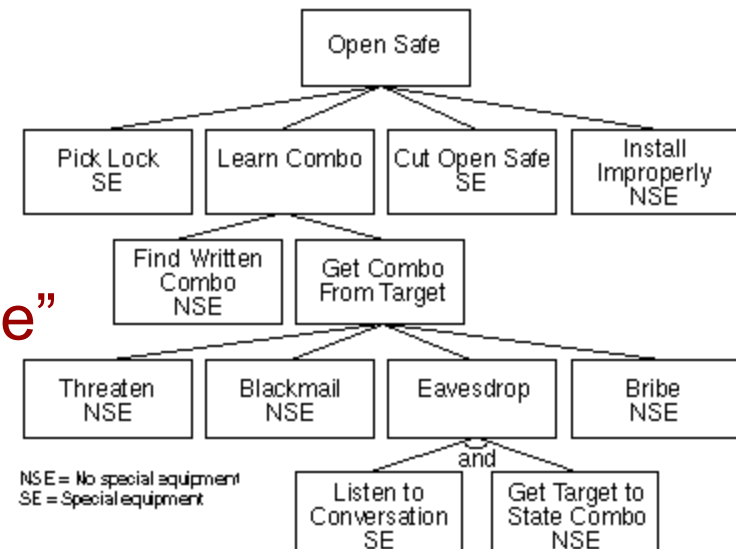 Open Safe
Pick Lock
SE
Learn Combo
Cut Open Safe
SE
Install
Improperly
NSE
Find Written
Combo
NSE
Get Combo
From Target
e”
Threaten
NSE
Blackmail
NSE
Eavesdrop
Bribe
NSE
and
NSE = No special equipment
SE = Special equipment
Listen to
Conversation
SE
Get Target to
State Combo
NSE